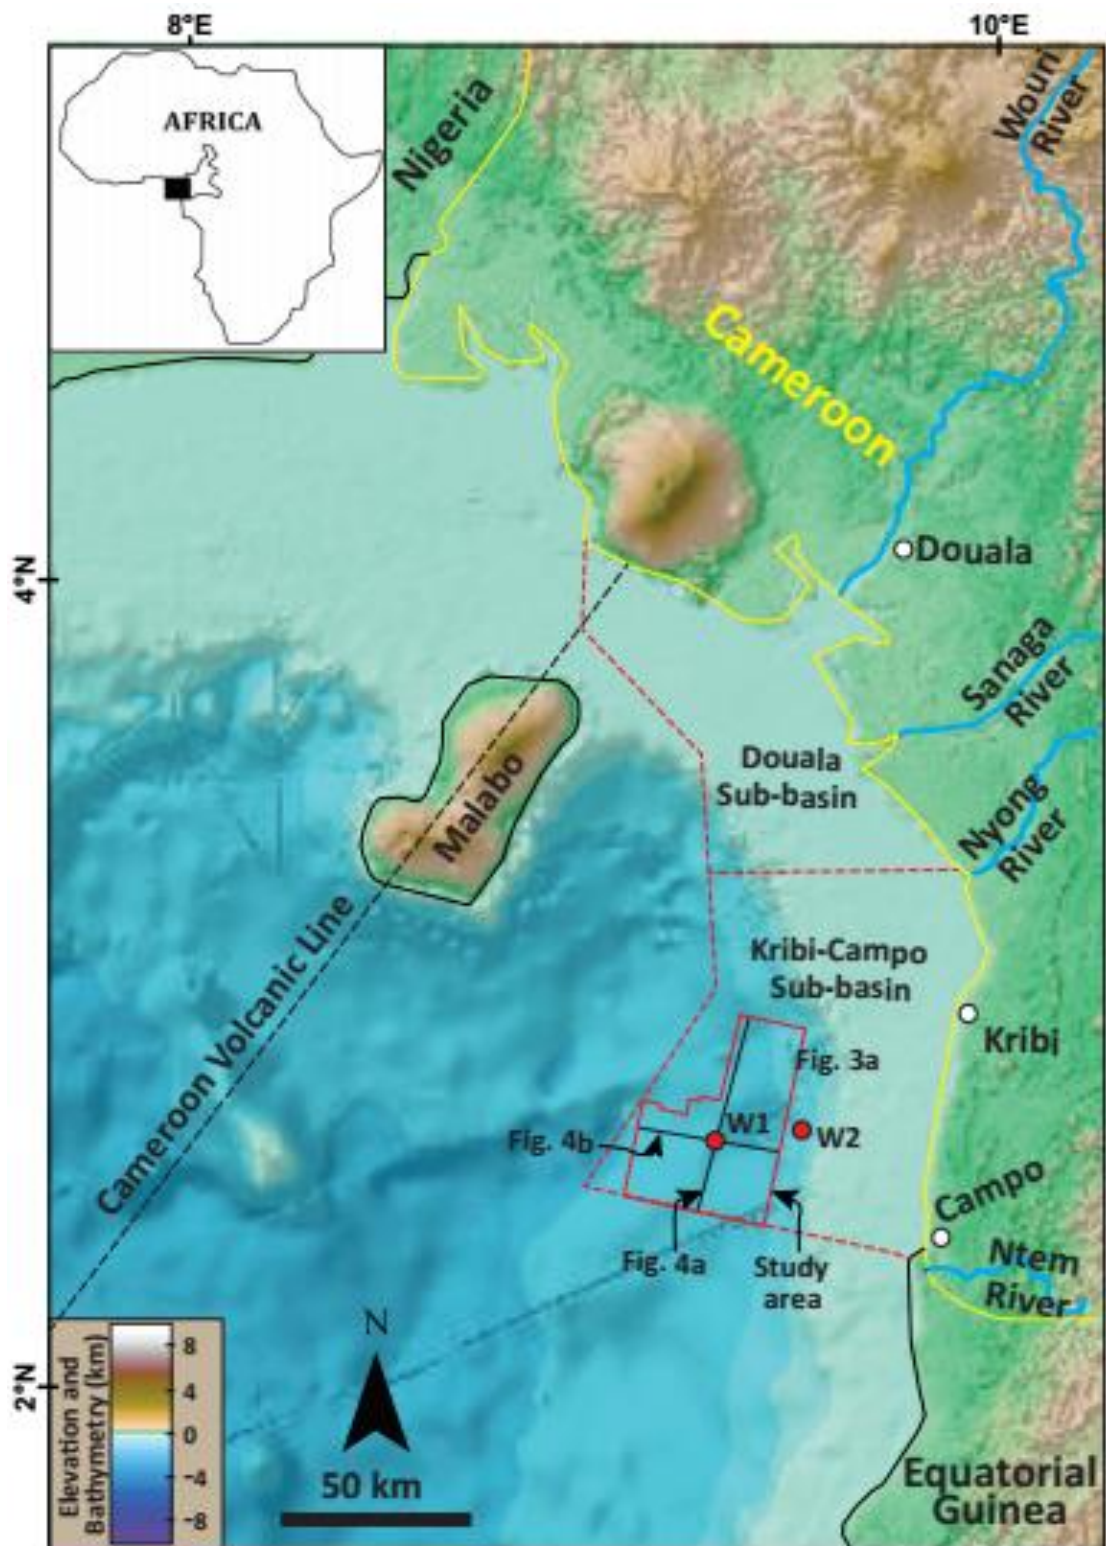 8°E
10°E
AFRICA
Nigeria
Wouri
River
Cameroon
Douala
4°N
Sanaga
River
Douala
Sub-basin
Nyong
River
Malabo
Cameroon Volcanic Line
Kribi-Campo
Sub-basin
Kribi
Fig. 3a
W1
W2
Fig. 4b
Campo
Fig. 4a
Study
area
Ntem
River
N
50 km
2°N
Elevation and
Bathymetry (km)
8
4
0
-4
-8
Equatorial
Guinea